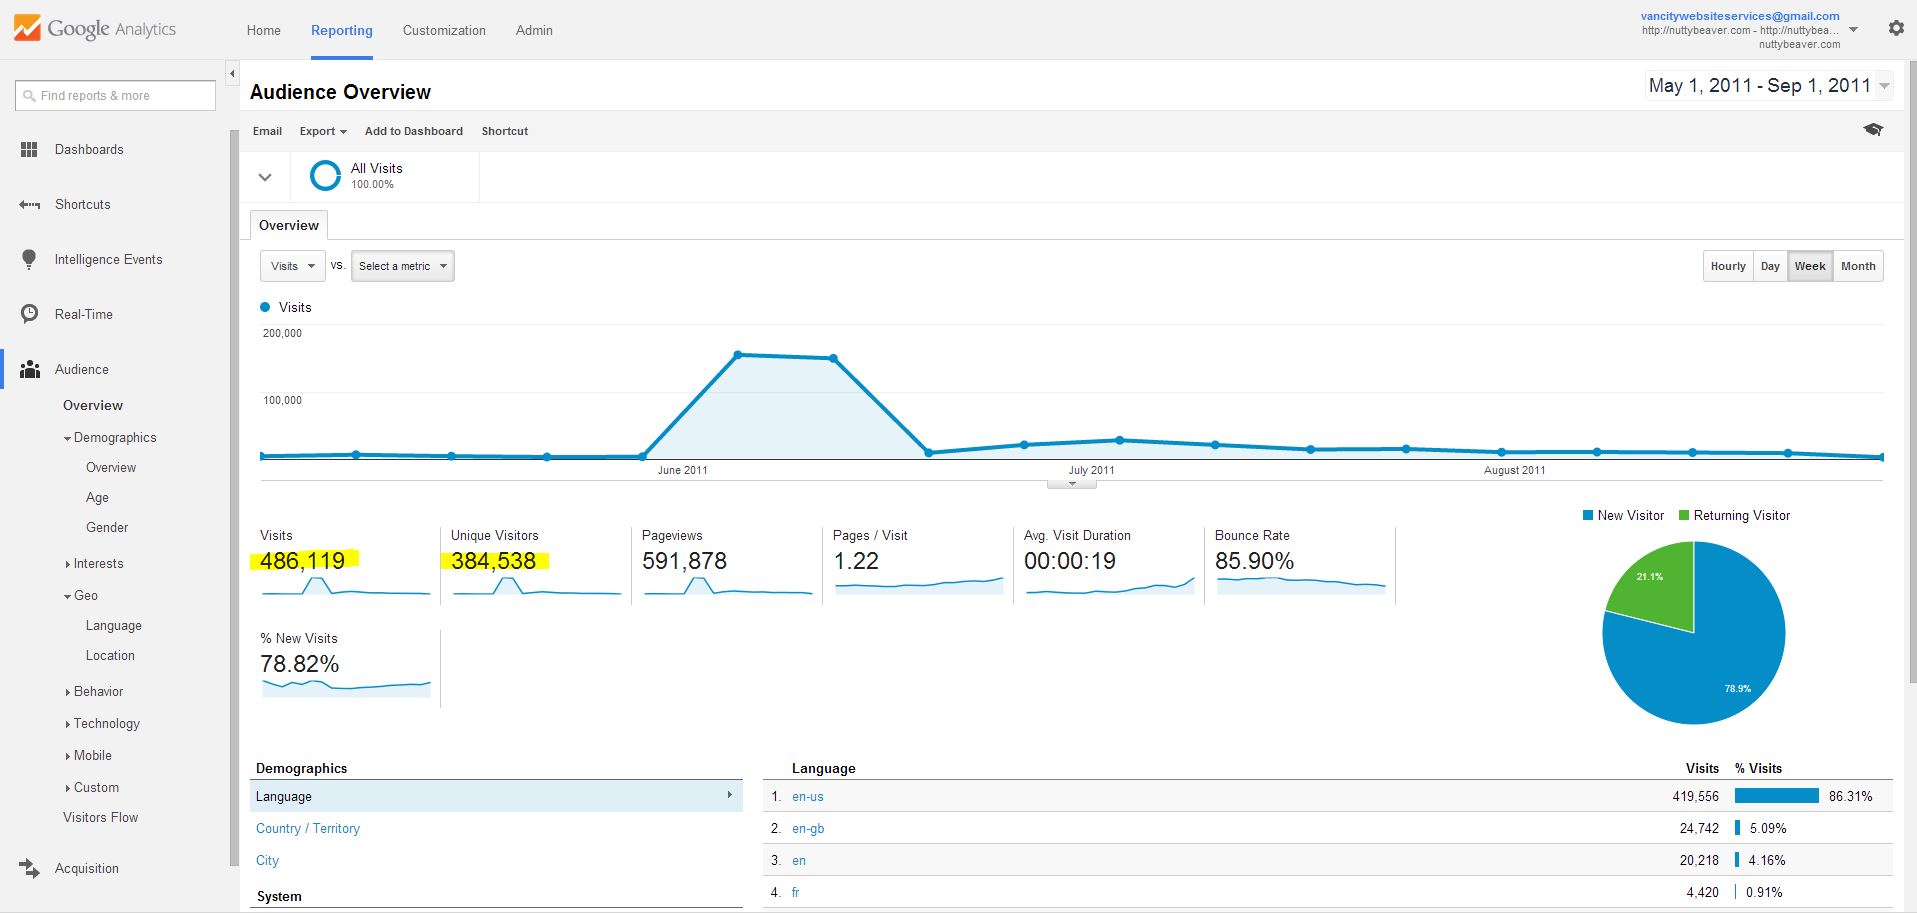 Google Analytics
Home Reporting Customization Admin
vancitywebsiteservices@gmail.com
http://nuttybeaver.com - http://nuttybea...
nuttybeaver.com
Find reports & more
Dashboards
Shortcuts
Intelligence Events
Real-Time
Audience
Overview
Demographics
Overview
Age
Gender
Interests
Geo
Language
Location
Behavior
Technology
Mobile
Custom
Visitors Flow
Acquisition
Audience Overview
May 1, 2011 - Sep 1, 2011
Email Export Add to Dashboard Shortcut
All Visits
100.00%
Overview
Visits vs. Select a metric
Hourly Day Week Month
Visits
200,000
100,000
June 2011 July 2011 August 2011
Visits
486,119
Unique Visitors
384,538
Pageviews
591,878
Pages / Visit
1.22
Avg. Visit Duration
00:00:19
Bounce Rate
85.90%
% New Visits
78.82%
New Visitor Returning Visitor
21.1%
78.9%
Demographics
Language
Country / Territory
City
System
Language Visits % Visits
1. en-us 419,556 86.31%
2. en-gb 24,742 5.09%
3. en 20,218 4.16%
4. fr 4,420 0.91%